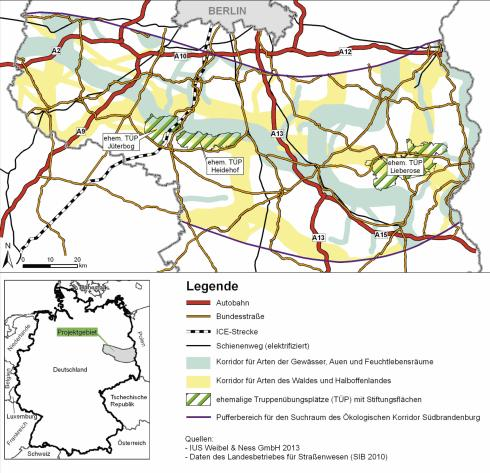 BERLIN
A2
A10
A12
A9
A13
ehem. TÜP
Jüterbog
ehem. TÜP
Heidehof
ehem. TÜP
Lieberose
A13
A15
N
0 10 20
km
Legende
Autobahn
Bundesstraße
ICE-Strecke
Schienenweg (elektrifiziert)
Korridor für Arten der Gewässer, Auen und Feuchtlebensräume
Korridor für Arten des Waldes und Halboffenlandes
ehemalige Truppenübungsplätze (TÜP) mit Stiftungsflächen
Pufferbereich für den Suchraum des Ökologischen Korridor Südbrandenburg
Quellen:
- IUS Weibel & Ness GmbH 2013
- Daten des Landesbetriebes für Straßenwesen (SIB 2010)
Niederlande
Projektgebiet
Polen
Deutschland
Belgien
Tschechische
Republik
Luxemburg
Frankreich
Österreich
Schweiz